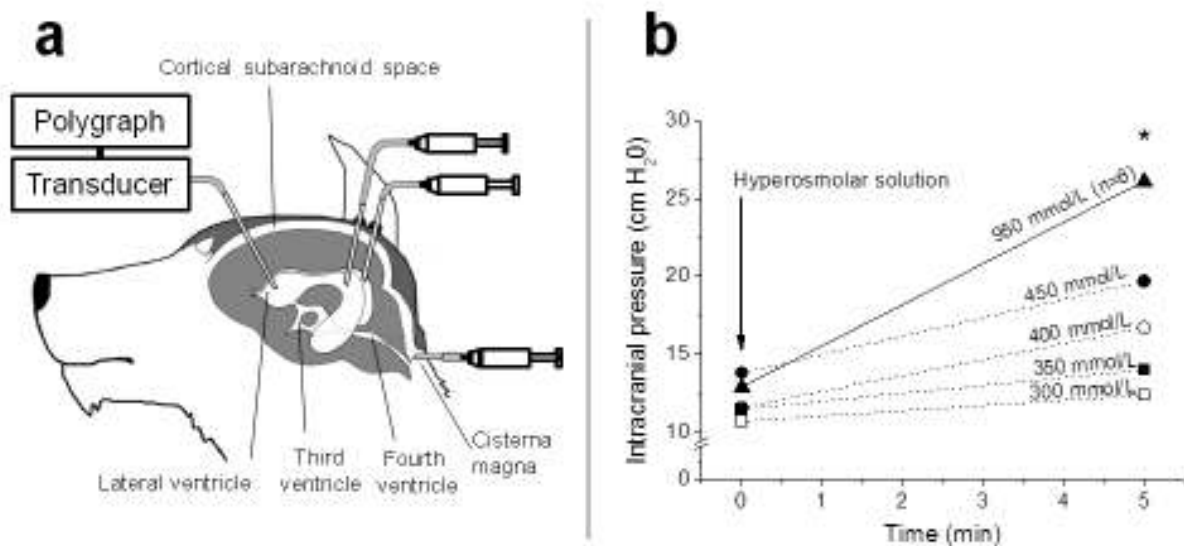 a
Cortical subarachnoid space
Polygraph
Transducer
Lateral ventricle
Third
ventricle
Fourth
ventricle
Cisterna
magna
b
Intracranial pressure (cm H₂0)
30
25
20
15
10
0
Hyperosmolar solution
*
960 mmol/L (n=6)
450 mmol/L
400 mmol/L
350 mmol/L
300 mmol/L
0 1 2 3 4 5
Time (min)